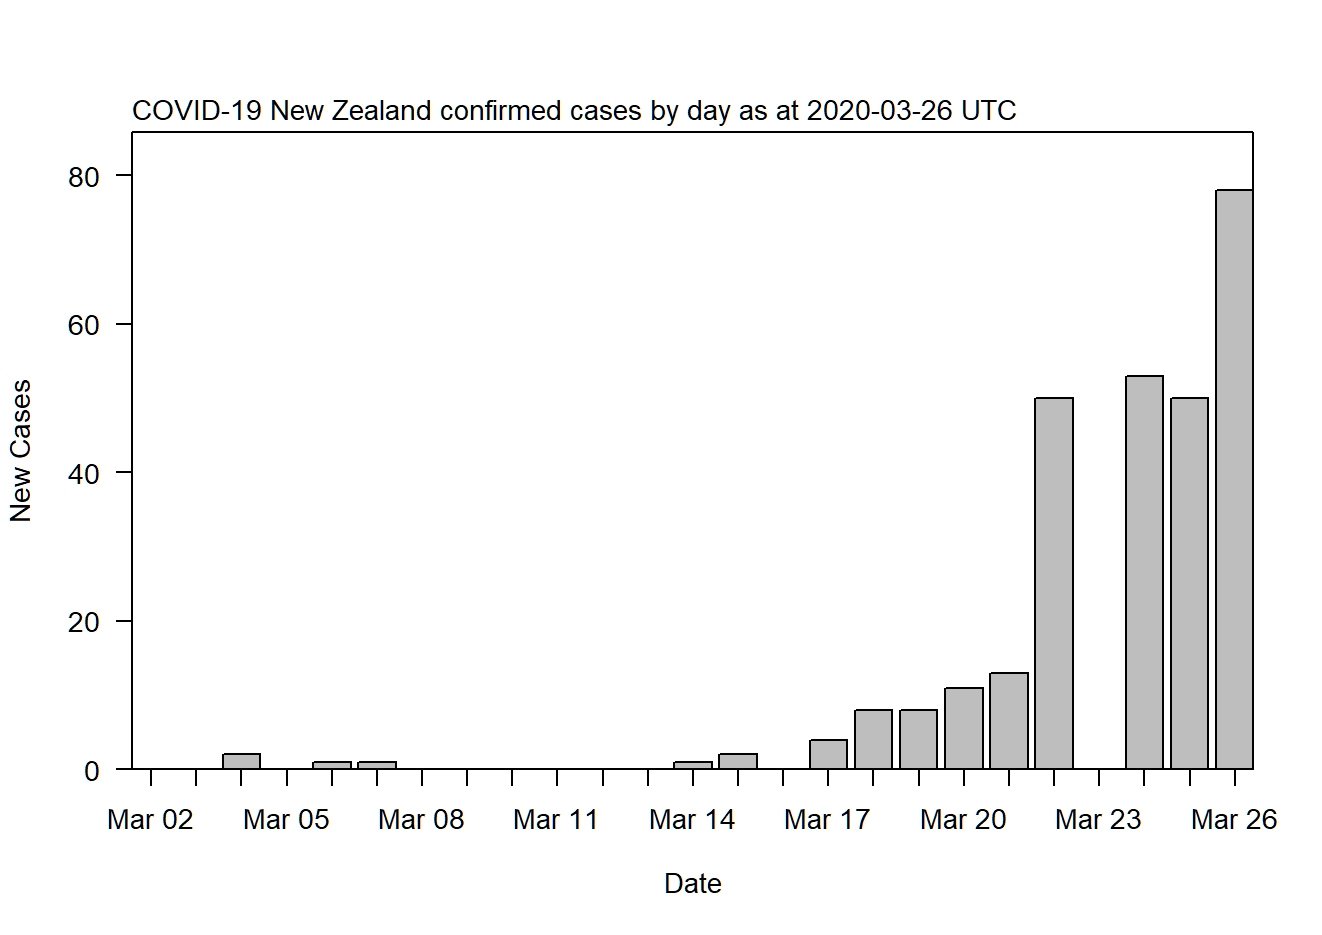 COVID-19 New Zealand confirmed cases by day as at 2020-03-26 UTC
80
60
40
20
0
New Cases
Mar 02 Mar 05 Mar 08 Mar 11 Mar 14 Mar 17 Mar 20 Mar 23 Mar 26
Date